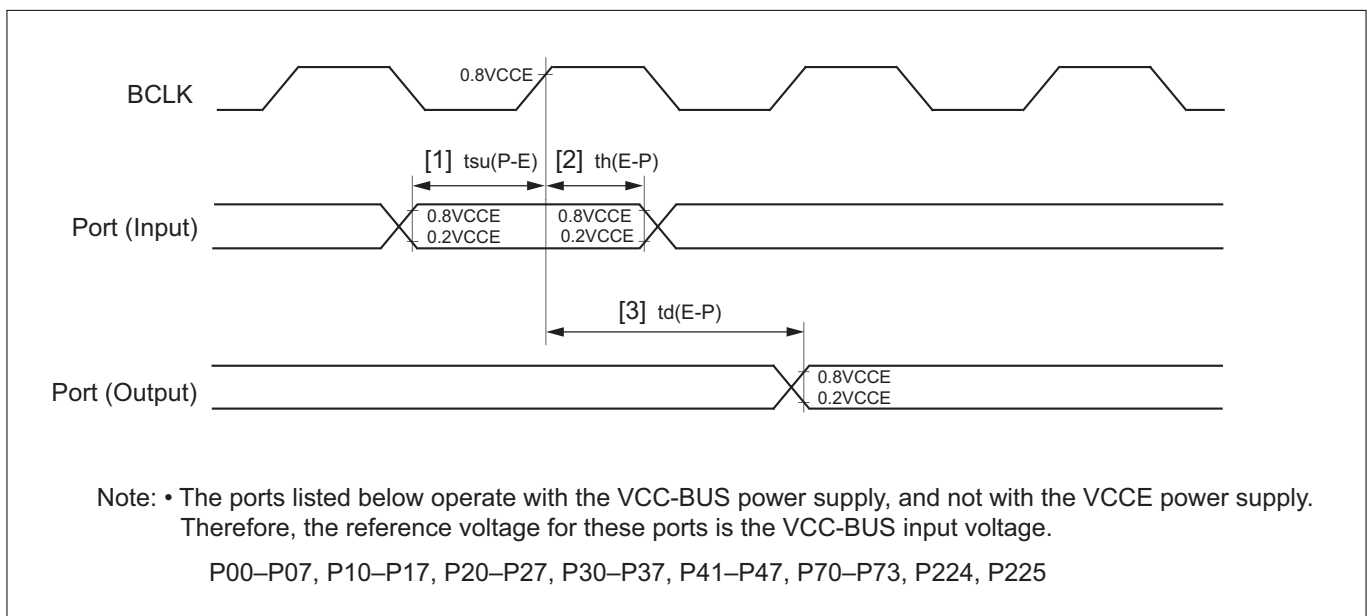 0.8VCCE
BCLK
[1] tsu(P-E) [2] th(E-P)
0.8VCCE 0.8VCCE
Port (Input)
0.2VCCE 0.2VCCE
[3] td(E-P)
0.8VCCE
Port (Output)
0.2VCCE
Note: • The ports listed below operate with the VCC-BUS power supply, and not with the VCCE power supply.
Therefore, the reference voltage for these ports is the VCC-BUS input voltage.
P00–P07, P10–P17, P20–P27, P30–P37, P41–P47, P70–P73, P224, P225